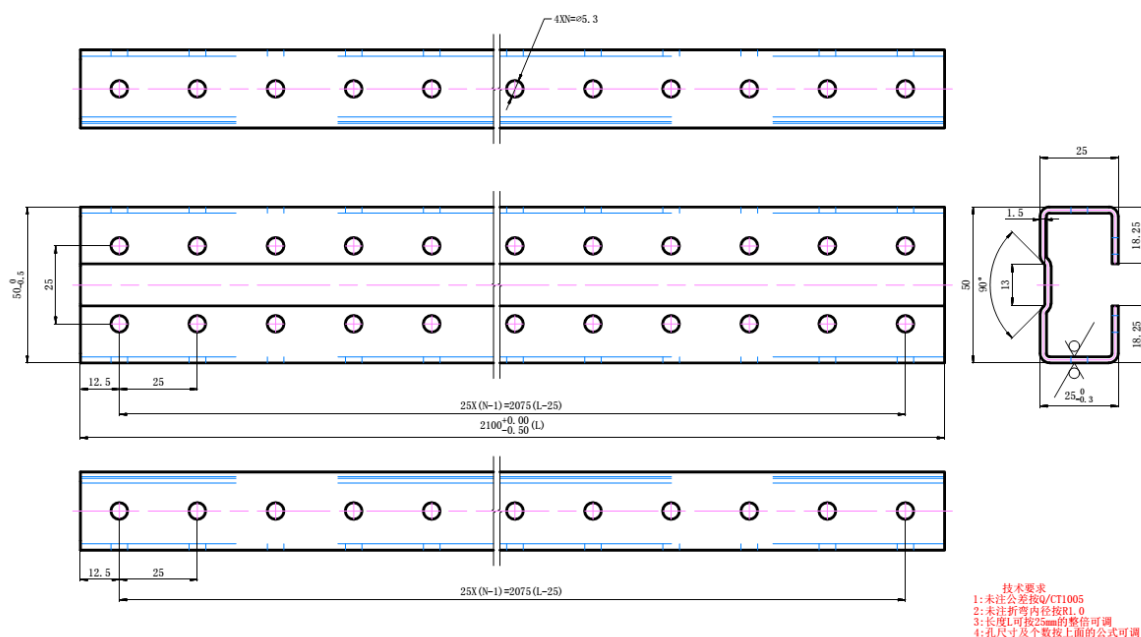 4XN=⌀5.3
25
1.5
18.25
50 0 -0.5
25
50
90°
13
18.25
12.5
25
25 0 -0.3
25X(N-1)=2075(L-25)
2100 +0.00 -0.50 (L)
12.5
25
25X(N-1)=2075(L-25)
技术要求
1:未注公差按Q/CT1005
2:未注折弯内径按R1.0
3:长度L可按25mm的整倍可调
4:孔尺寸及个数按上面的公式可调